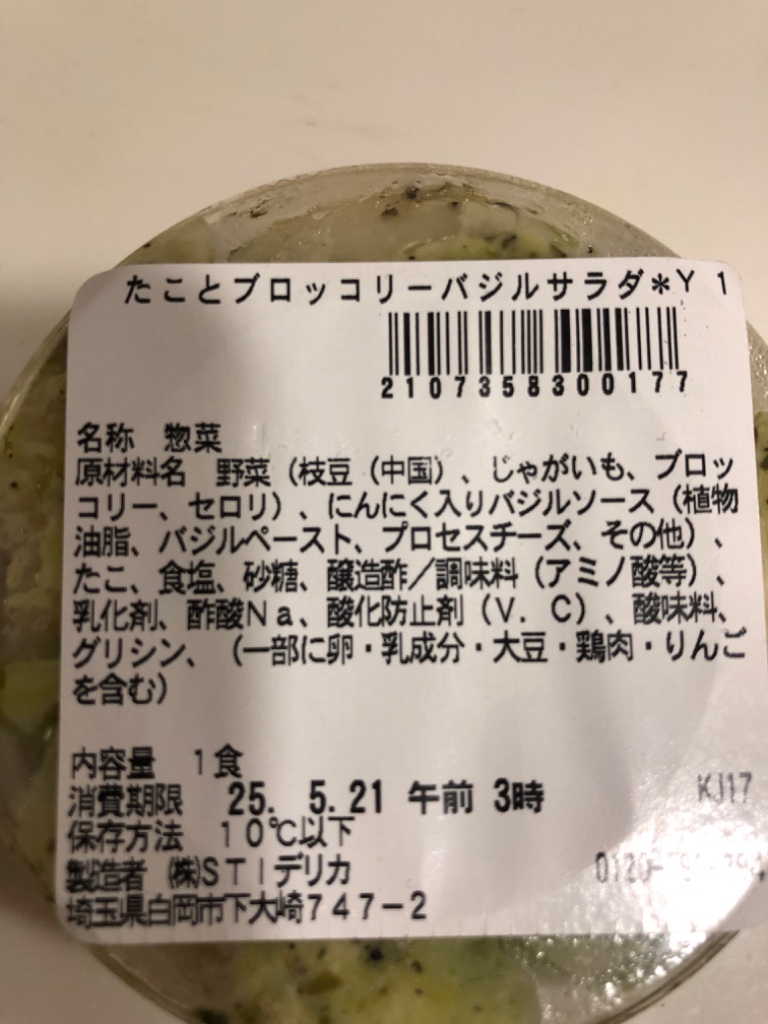 たことブロッコリーバジルサラダ*Y1
2107358300177
名称 惣菜
原材料名 野菜(枝豆(中国)、じゃがいも、ブロッ
コリー、セロリ)、にんにく入りバジルソース(植物
油脂、バジルペースト、プロセスチーズ、その他)、
たこ、食塩、砂糖、醸造酢/調味料(アミノ酸等)、
乳化剤、酢酸Na、酸化防止剤(V.C)、酸味料、
グリシン、(一部に卵・乳成分・大豆・鶏肉・りんご
を含む)
内容量 1食
消費期限 25. 5.21 午前 3時 KJ17
保存方法 10℃以下
製造者 ㈱STIデリカ 0120-
埼玉県白岡市下大崎747-2